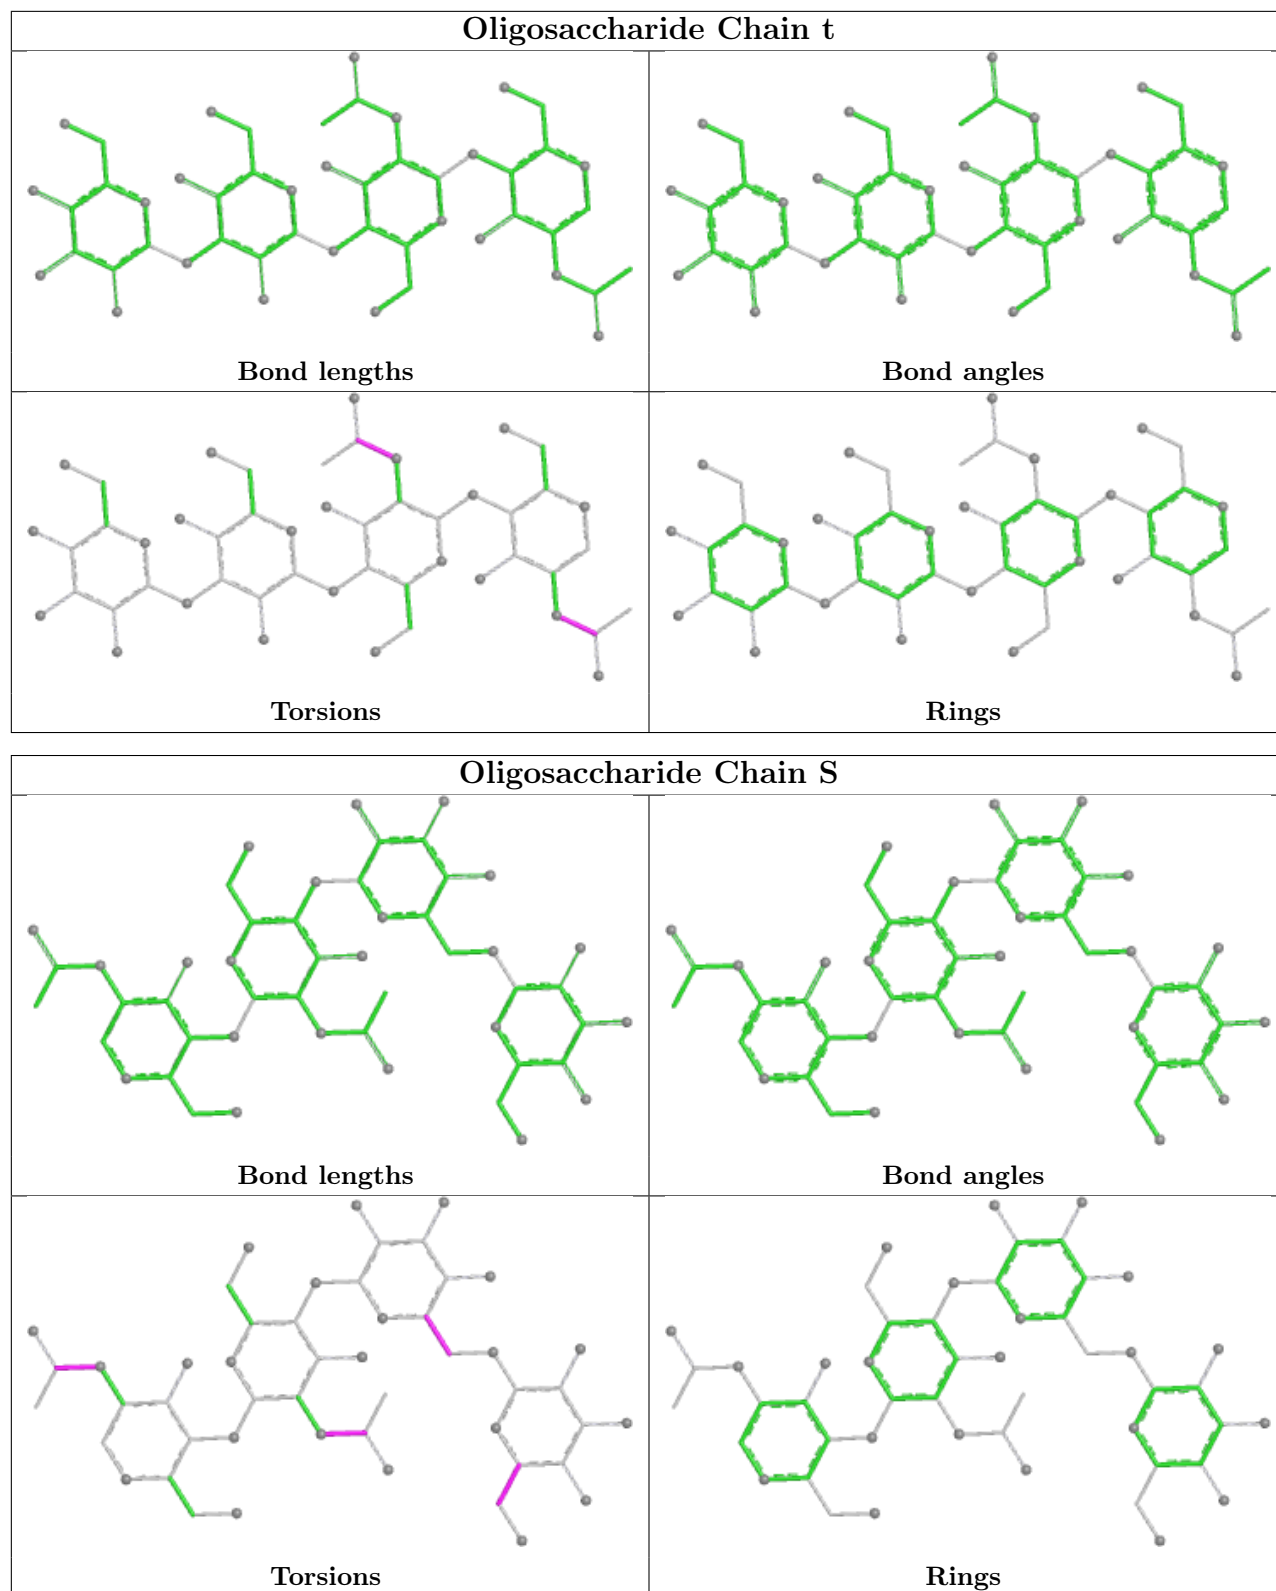 Oligosaccharide Chain t
Bond lengths
Bond angles
Torsions
Rings
Oligosaccharide Chain S
Bond lengths
Bond angles
Torsions
Rings